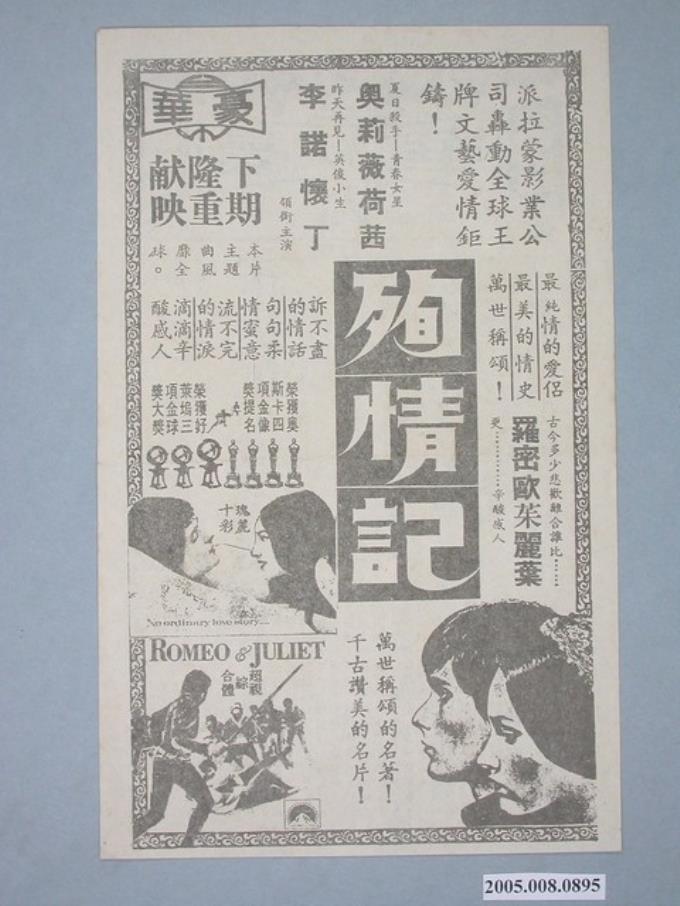 派拉蒙影業公
司轟動全球王
牌文藝愛情鉅
鑄！
夏日殺手－青春女星
奧莉薇荷茜
昨天再見－英俊小生
李諾懷丁
領銜主演
豪華
下期
隆重
献映
本片
主題
曲風
靡全
球。
最純情的愛侶
最美的情史
萬世稱頌！
殉情記
訴不盡
的情話
句句柔
情蜜意
流不完
的情淚
滴滴辛
酸感人
古今多少悲歡離合誰比……
羅密歐茱麗葉
更…………辛酸感人
榮獲奧
斯卡四
項金像
獎提名
榮獲好
萊塢三
項金球
獎大獎
瑰麗
十彩
No ordinary love story....
ROMEO & JULIET
超視
綜
合體
萬世稱頌的名著！
千古讚美的名片！
2005.008.0895